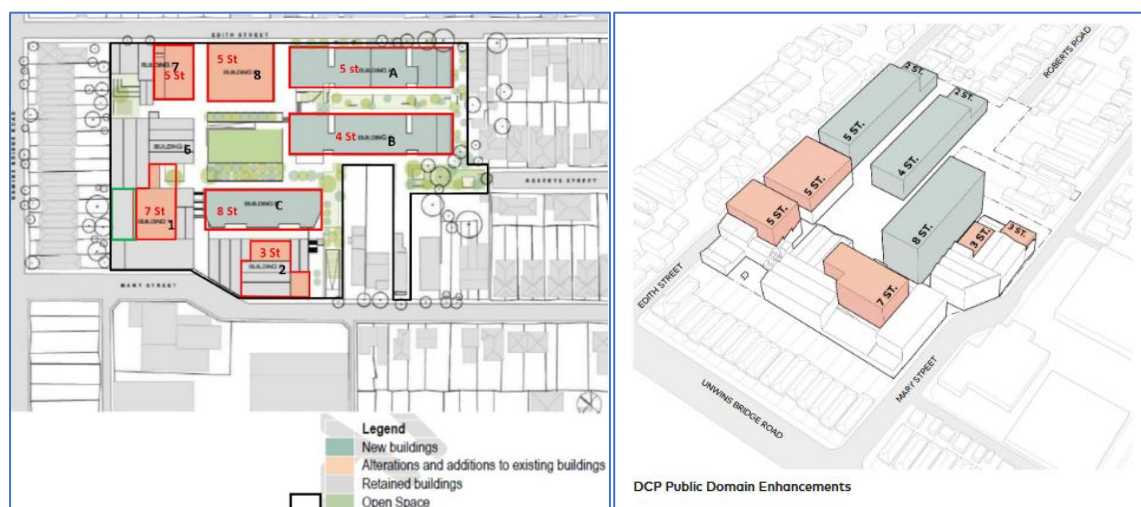 EDITH STREET
7
BUILDING
5 St
5 St
BUILDING
8
5 st
BUILDING
A
4 St
BUILDING
B
BUILDING
6
UNWINS BRIDGE ROAD
ROBERTS STREET
7 St
BUILDING
1
8 St
BUILDING
C
3 St
BUILDING
2
MARY STREET
Legend
New buildings
Alterations and additions to existing buildings
Retained buildings
Open Space
ROBERTS ROAD
2 ST.
2 ST.
5 ST.
4 ST.
5 ST.
5 ST.
8 ST.
3 ST.
3 ST.
7 ST.
EDITH STREET
MARY STREET
UNWINS BRIDGE ROAD
DCP Public Domain Enhancements